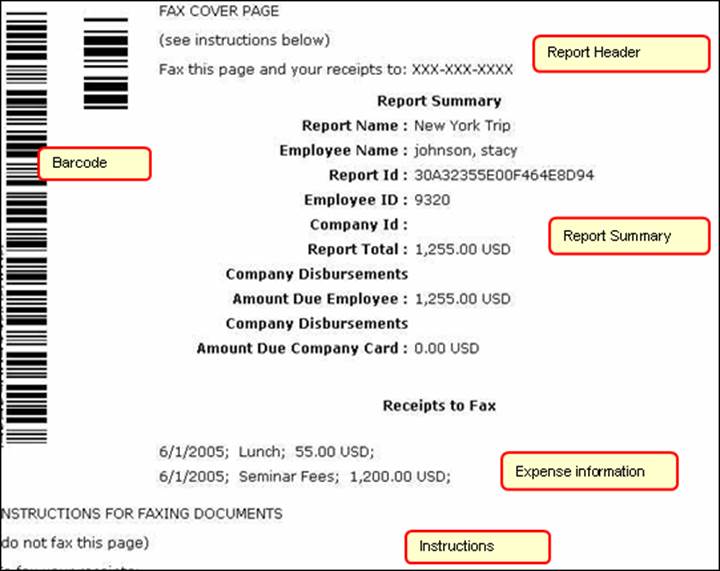 FAX COVER PAGE
(see instructions below)
Report Header
Fax this page and your receipts to: XXX-XXX-XXXX
Report Summary
Report Name : New York Trip
Barcode
Employee Name : johnson, stacy
Report Id : 30A32355E00F464E8D94
Employee ID : 9320
Company Id :
Report Summary
Report Total : 1,255.00 USD
Company Disbursements
Amount Due Employee : 1,255.00 USD
Company Disbursements
Amount Due Company Card : 0.00 USD
Receipts to Fax
6/1/2005; Lunch; 55.00 USD;
6/1/2005; Seminar Fees; 1,200.00 USD;
Expense information
NSTRUCTIONS FOR FAXING DOCUMENTS
do not fax this page)
Instructions